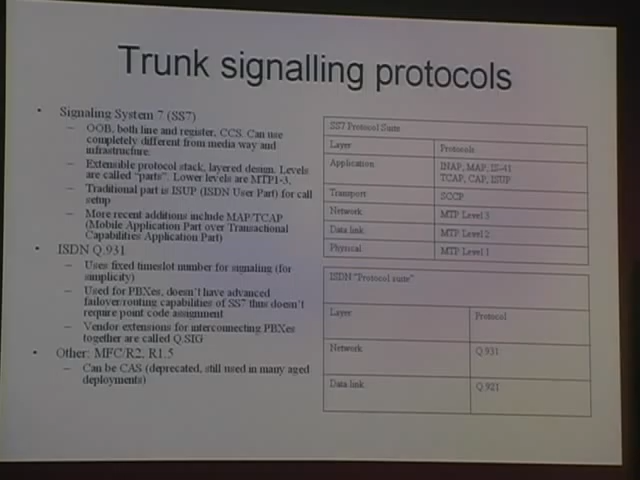 Trunk signalling protocols
• Signaling System 7 (SS7)
– OOB, both line and register, CCS. Can use
completely different from media way and
infrastructure.
– Extensible protocol stack, layered design. Levels
are called "parts". Lower levels are MTP1-3.
– Traditional part is ISUP (ISDN User Part) for call
setup
– More recent additions include MAP/TCAP
(Mobile Application Part over Transactional
Capabilities Application Part)
• ISDN Q.931
– Uses fixed timeslot number for signaling (for
simplicity)
– Used for PBXes, doesn't have advanced
failover/routing capabilities of SS7 thus doesn't
require point code assignment
– Vendor extensions for interconnecting PBXes
together are called Q.SIG
• Other: MFC/R2, R1.5
– Can be CAS (deprecated, still used in many aged
deployments)
SS7 Protocol Suite
Layer Protocols
Application INAP, MAP, IS-41
TCAP, CAP, ISUP
Transport SCCP
Network MTP Level 3
Data link MTP Level 2
Physical MTP Level 1
ISDN "Protocol suite"
Layer Protocol
Network Q.931
Data link Q.921